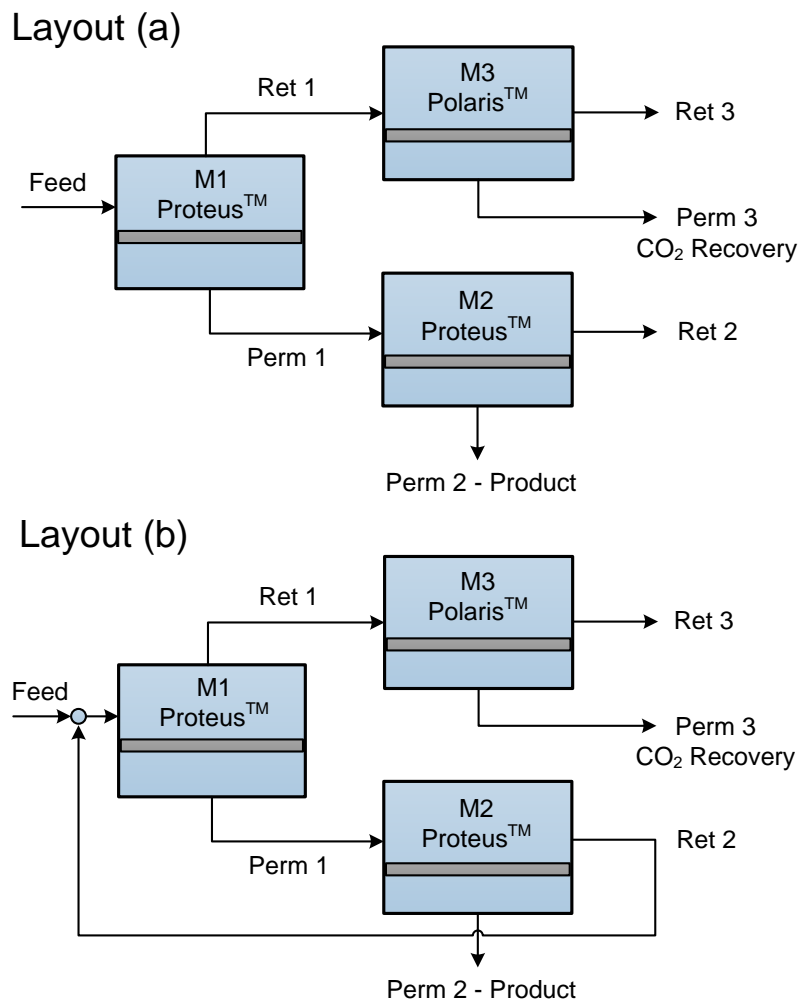 Layout (a)
M3
Polaris™
Ret 1
Ret 3
Feed
M1
Proteus™
Perm 3
CO₂ Recovery
M2
Proteus™
Ret 2
Perm 1
Perm 2 - Product
Layout (b)
M3
Polaris™
Ret 1
Ret 3
Feed
M1
Proteus™
Perm 3
CO₂ Recovery
M2
Proteus™
Ret 2
Perm 1
Perm 2 - Product